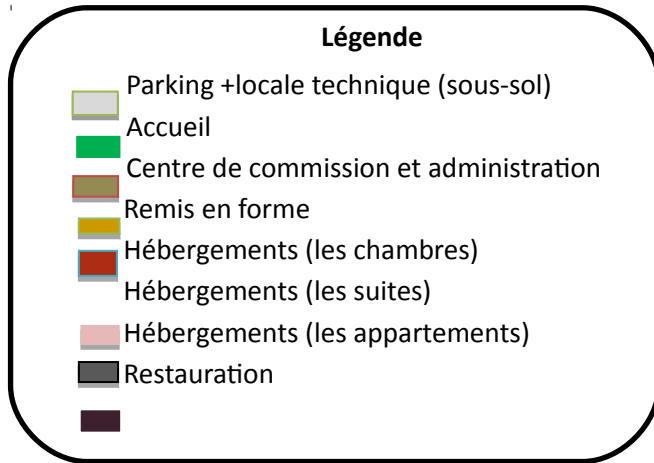 Légende
Parking +locale technique (sous-sol)
Accueil
Centre de commission et administration
Remis en forme
Hébergements (les chambres)
Hébergements (les suites)
Hébergements (les appartements)
Restauration